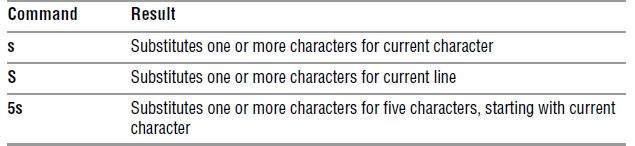 Command Result
s Substitutes one or more characters for current character
S Substitutes one or more characters for current line
5s Substitutes one or more characters for five characters, starting with current
character